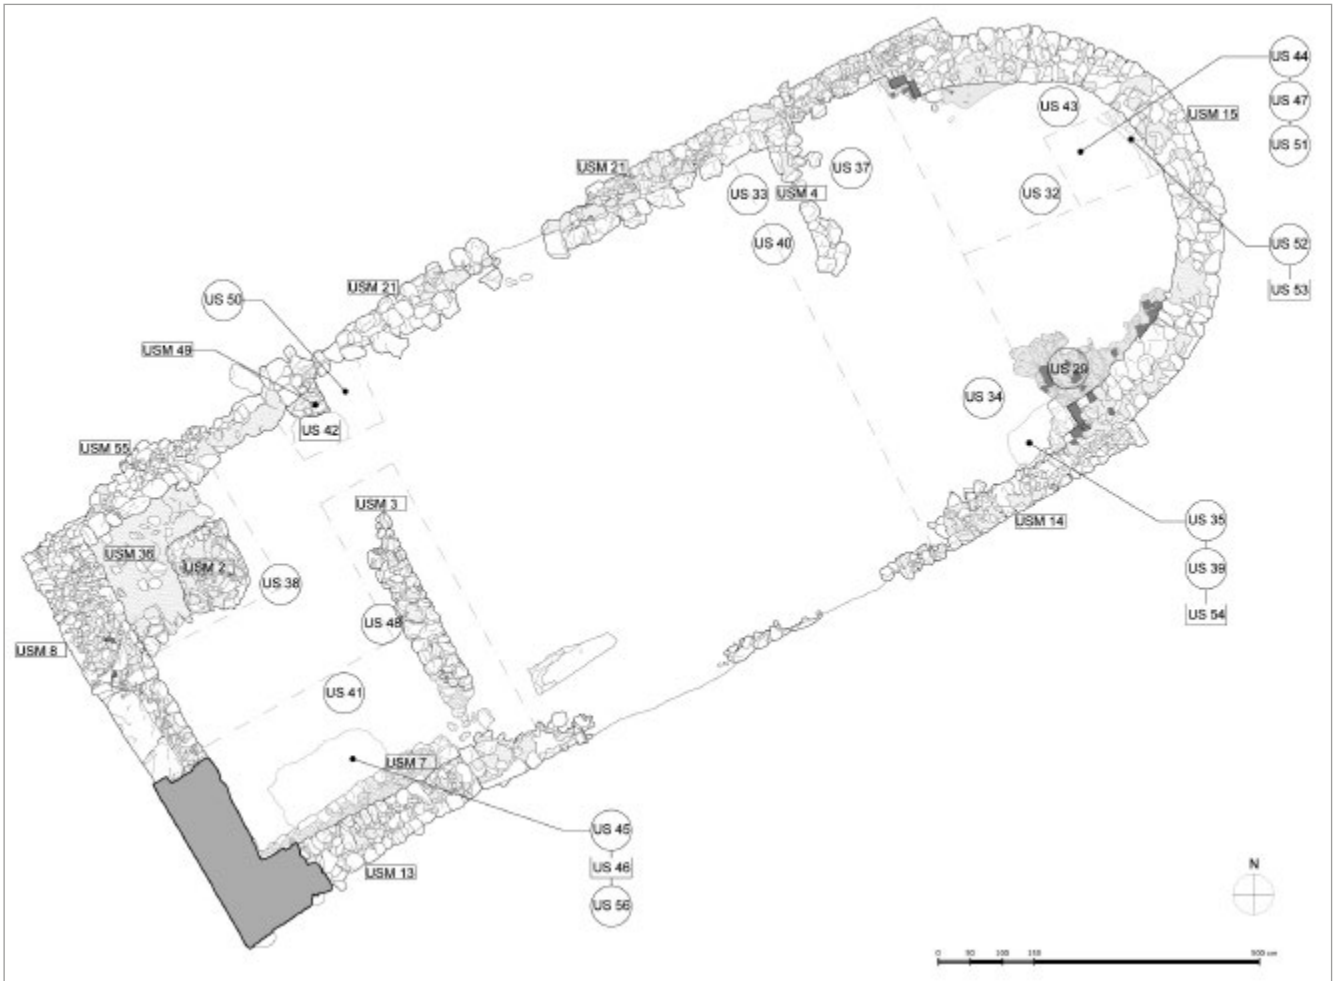 US 44
US 43
US 47
USM 15
US 51
USM 21
US 37
US 33
USM 4
US 32
US 40
US 52
US 53
USM 21
US 50
USM 49
US 29
US 34
US 42
USM 55
USM 3
US 35
USM 14
USM 36
USM 2
US 38
US 39
US 54
US 48
USM 8
US 41
USM 7
US 45
US 46
USM 13
US 56
N
0 50 100 150 500 cm